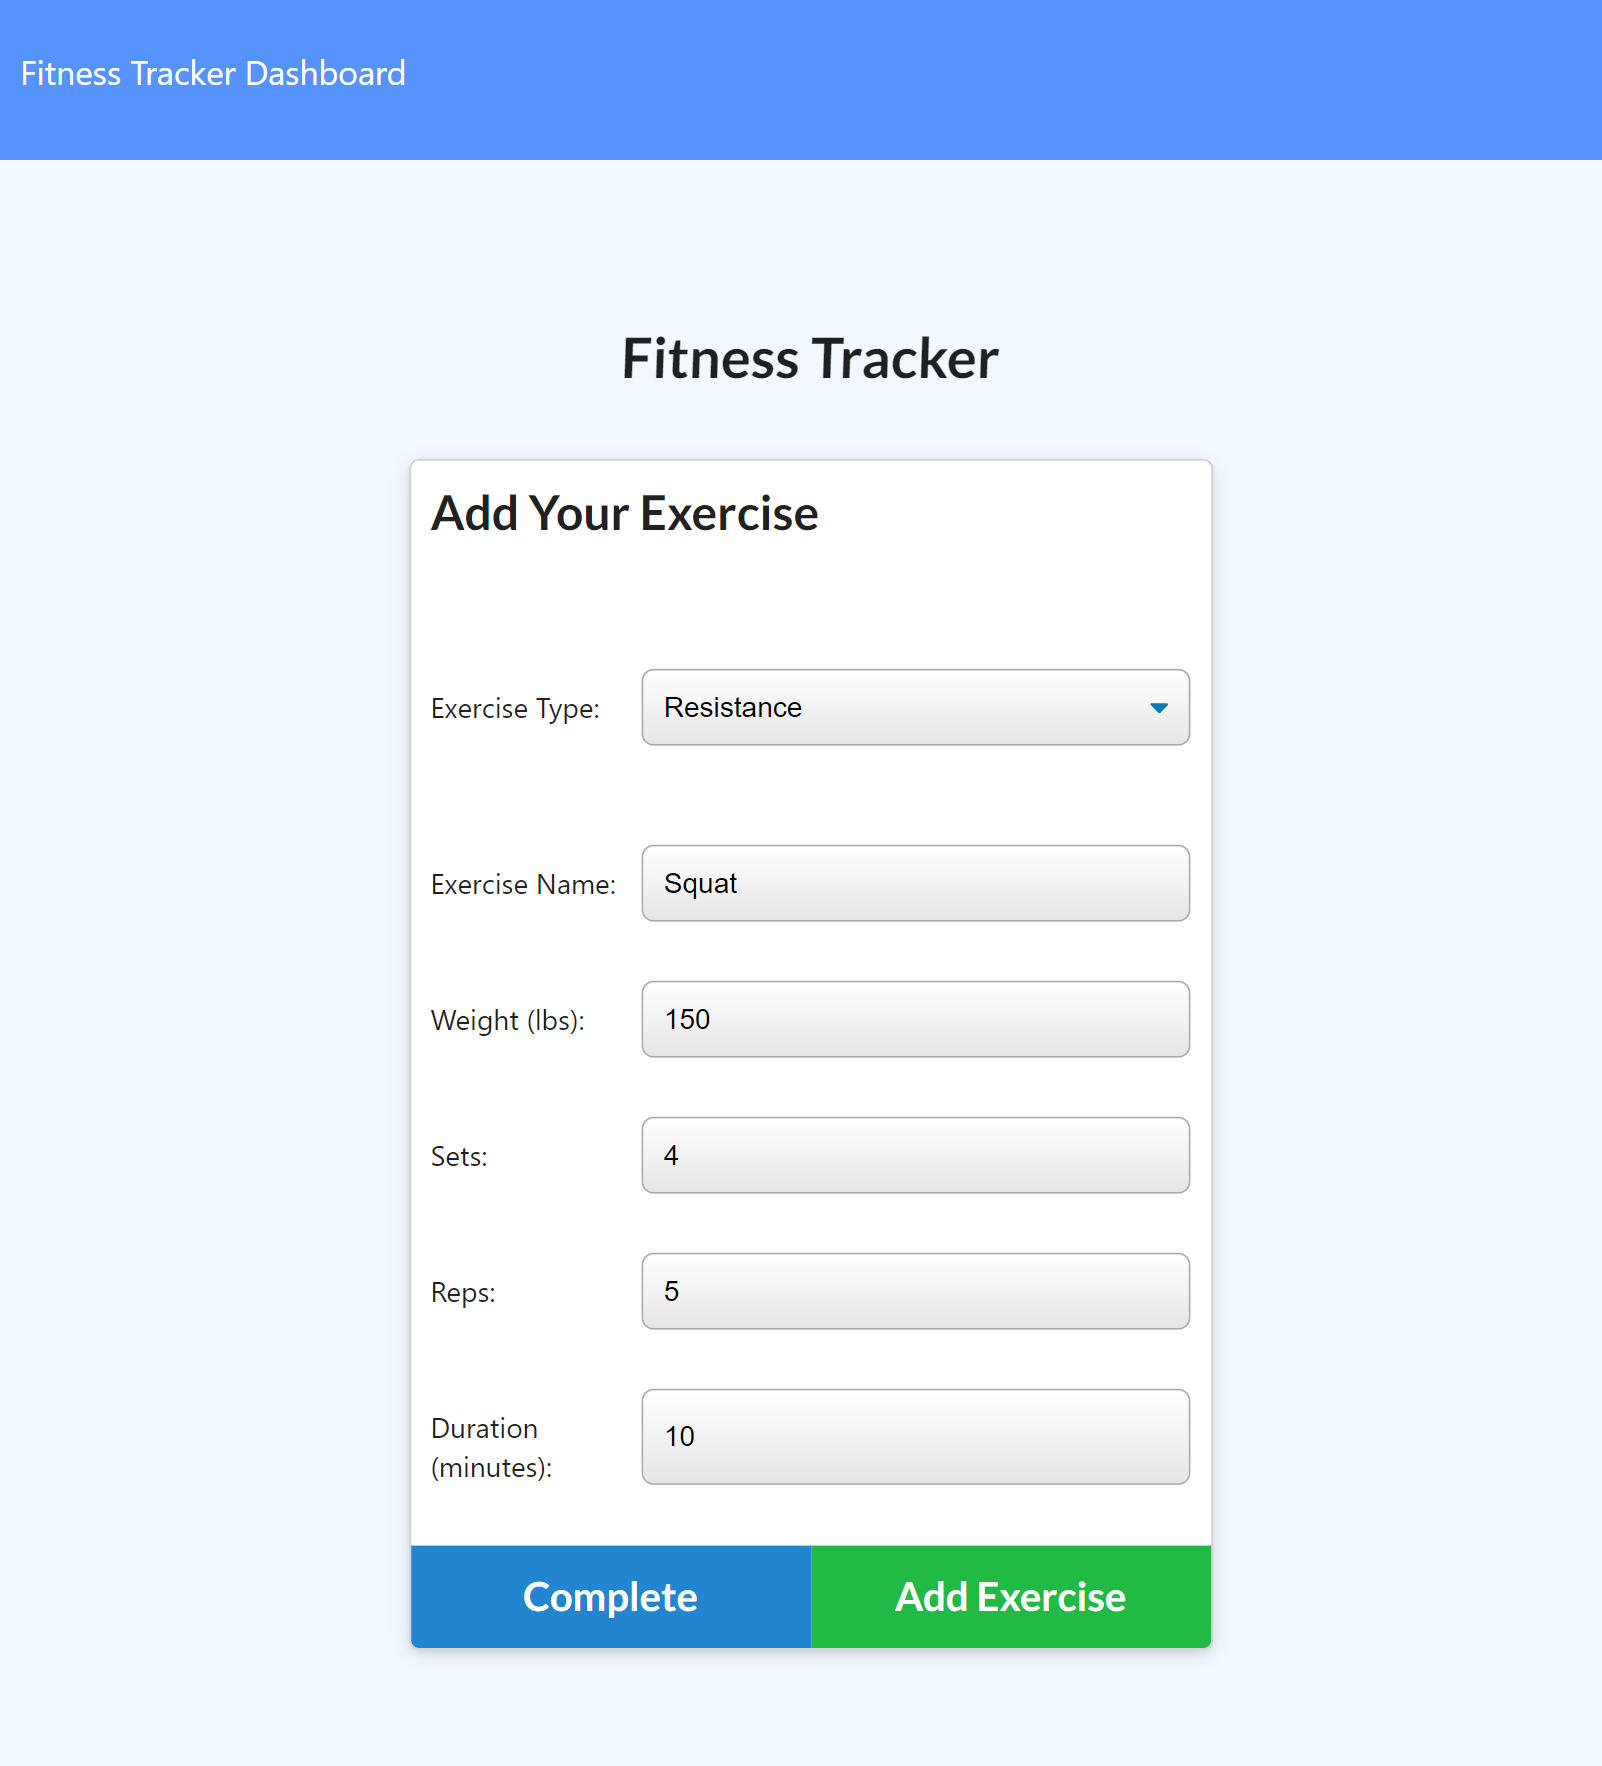 Fitness Tracker Dashboard
Fitness Tracker
Add Your Exercise
Exercise Type: Resistance
Exercise Name: Squat
Weight (lbs): 150
Sets: 4
Reps: 5
Duration
(minutes): 10
Complete Add Exercise